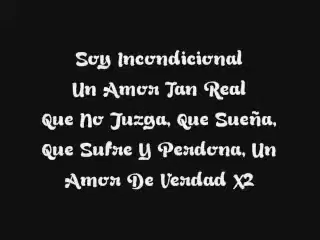 Soy Incondicional
Un Amor Tan Real
Que No Juzga, Que Sueña,
Que Sufre Y Perdona, Un
Amor De Verdad X2